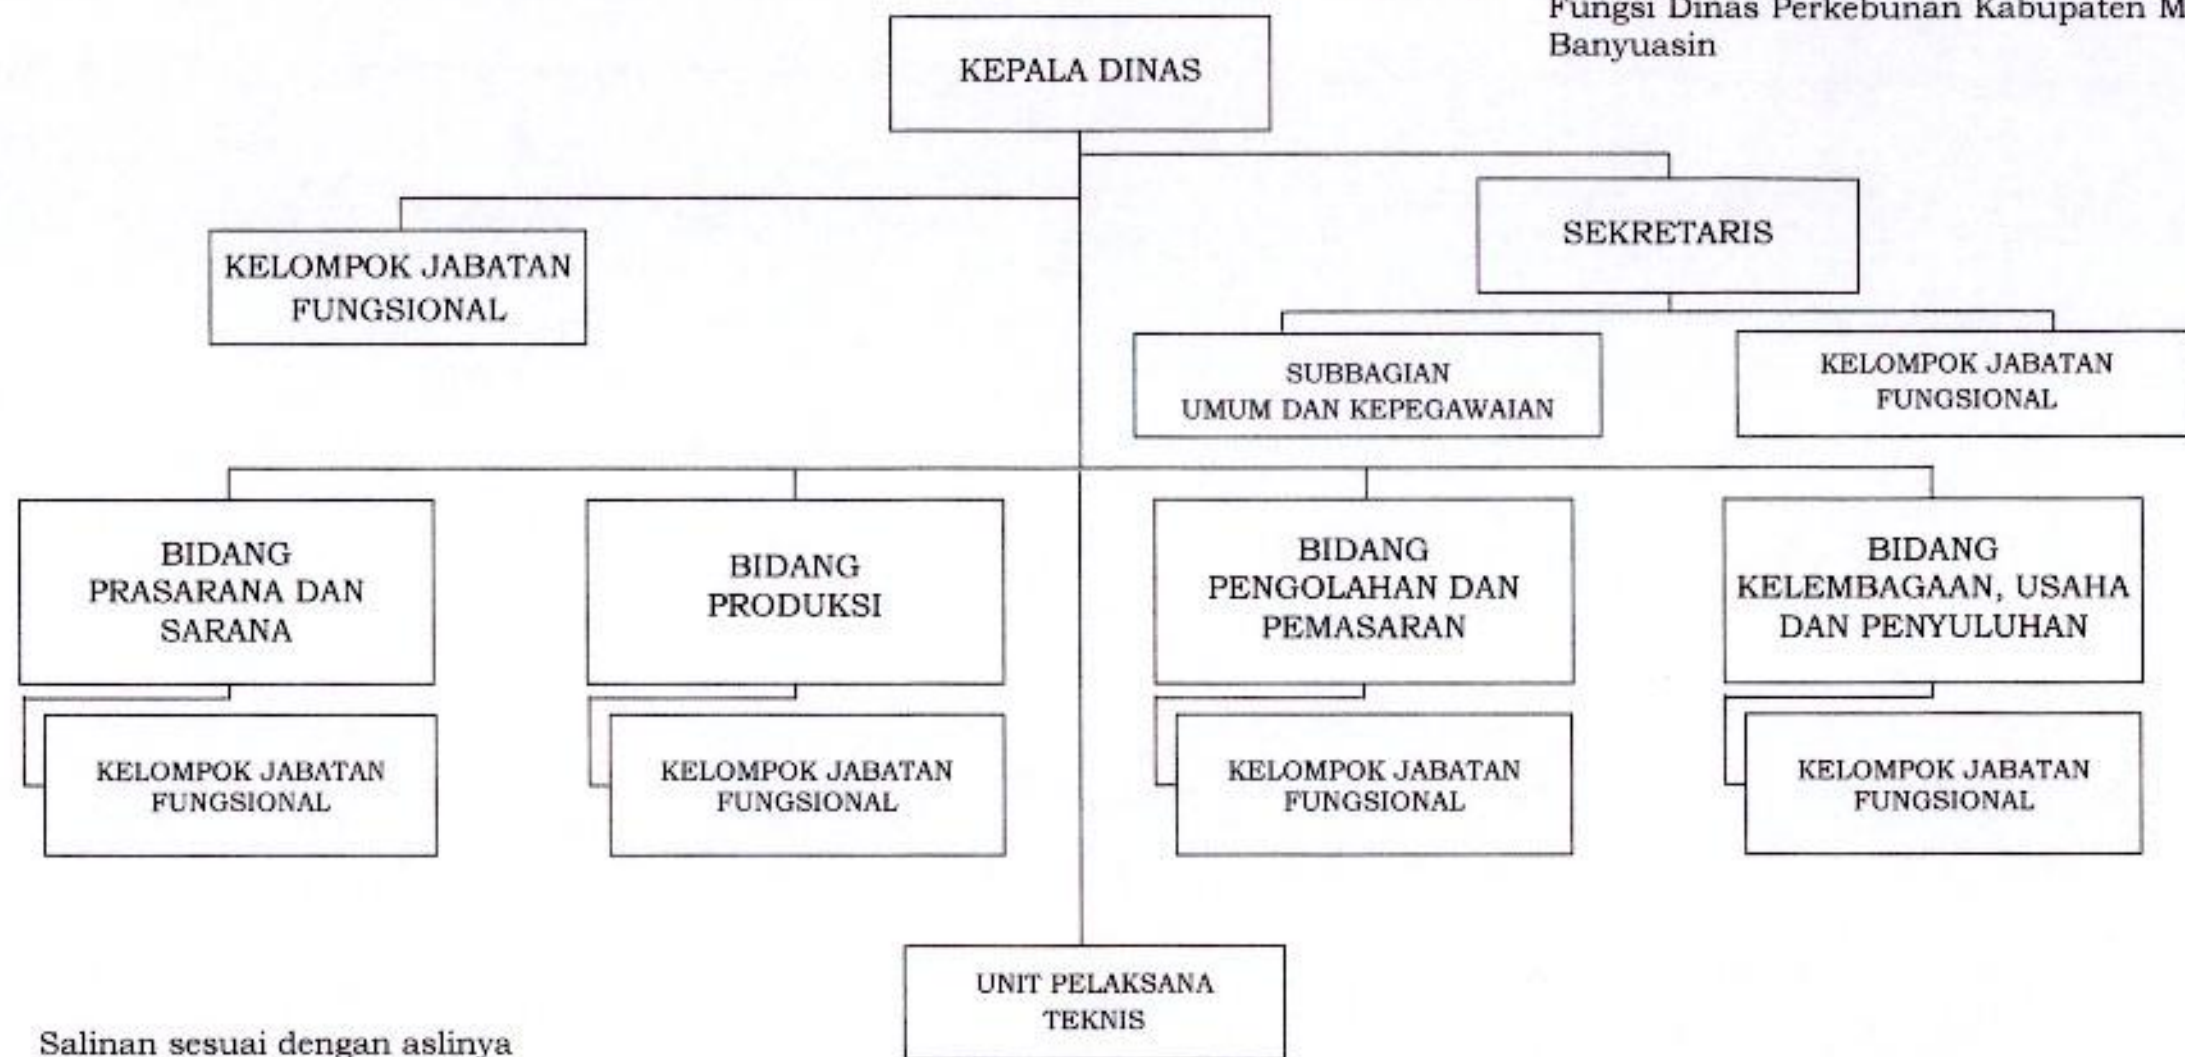 Fungsi Dinas Perkebunan Kabupaten
Banyuasin
KEPALA DINAS
SEKRETARIS
KELOMPOK JABATAN
FUNGSIONAL
SUBBAGIAN
UMUM DAN KEPEGAWAIAN
KELOMPOK JABATAN
FUNGSIONAL
BIDANG
PRASARANA DAN
SARANA
BIDANG
PRODUKSI
BIDANG
PENGOLAHAN DAN
PEMASARAN
BIDANG
KELEMBAGAAN, USAHA
DAN PENYULUHAN
KELOMPOK JABATAN
FUNGSIONAL
KELOMPOK JABATAN
FUNGSIONAL
KELOMPOK JABATAN
FUNGSIONAL
KELOMPOK JABATAN
FUNGSIONAL
UNIT PELAKSANA
TEKNIS
Salinan sesuai dengan aslinya